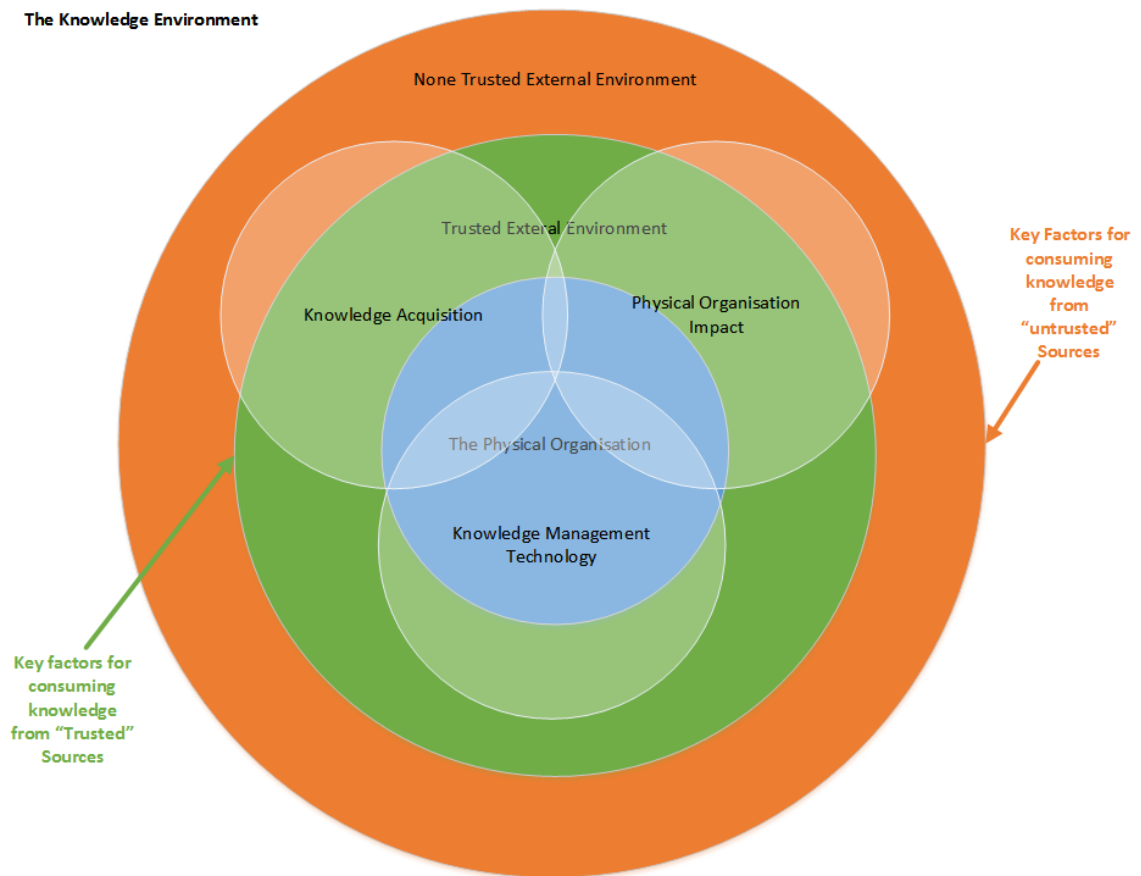 The Knowledge Environment
None Trusted External Environment
Trusted Exteral Environment
Key Factors for
consuming
knowledge
from
“untrusted”
Sources
Knowledge Acquisition
Physical Organisation
Impact
The Physical Organisation
Knowledge Management
Technology
Key factors for
consuming
knowledge
from “Trusted”
Sources